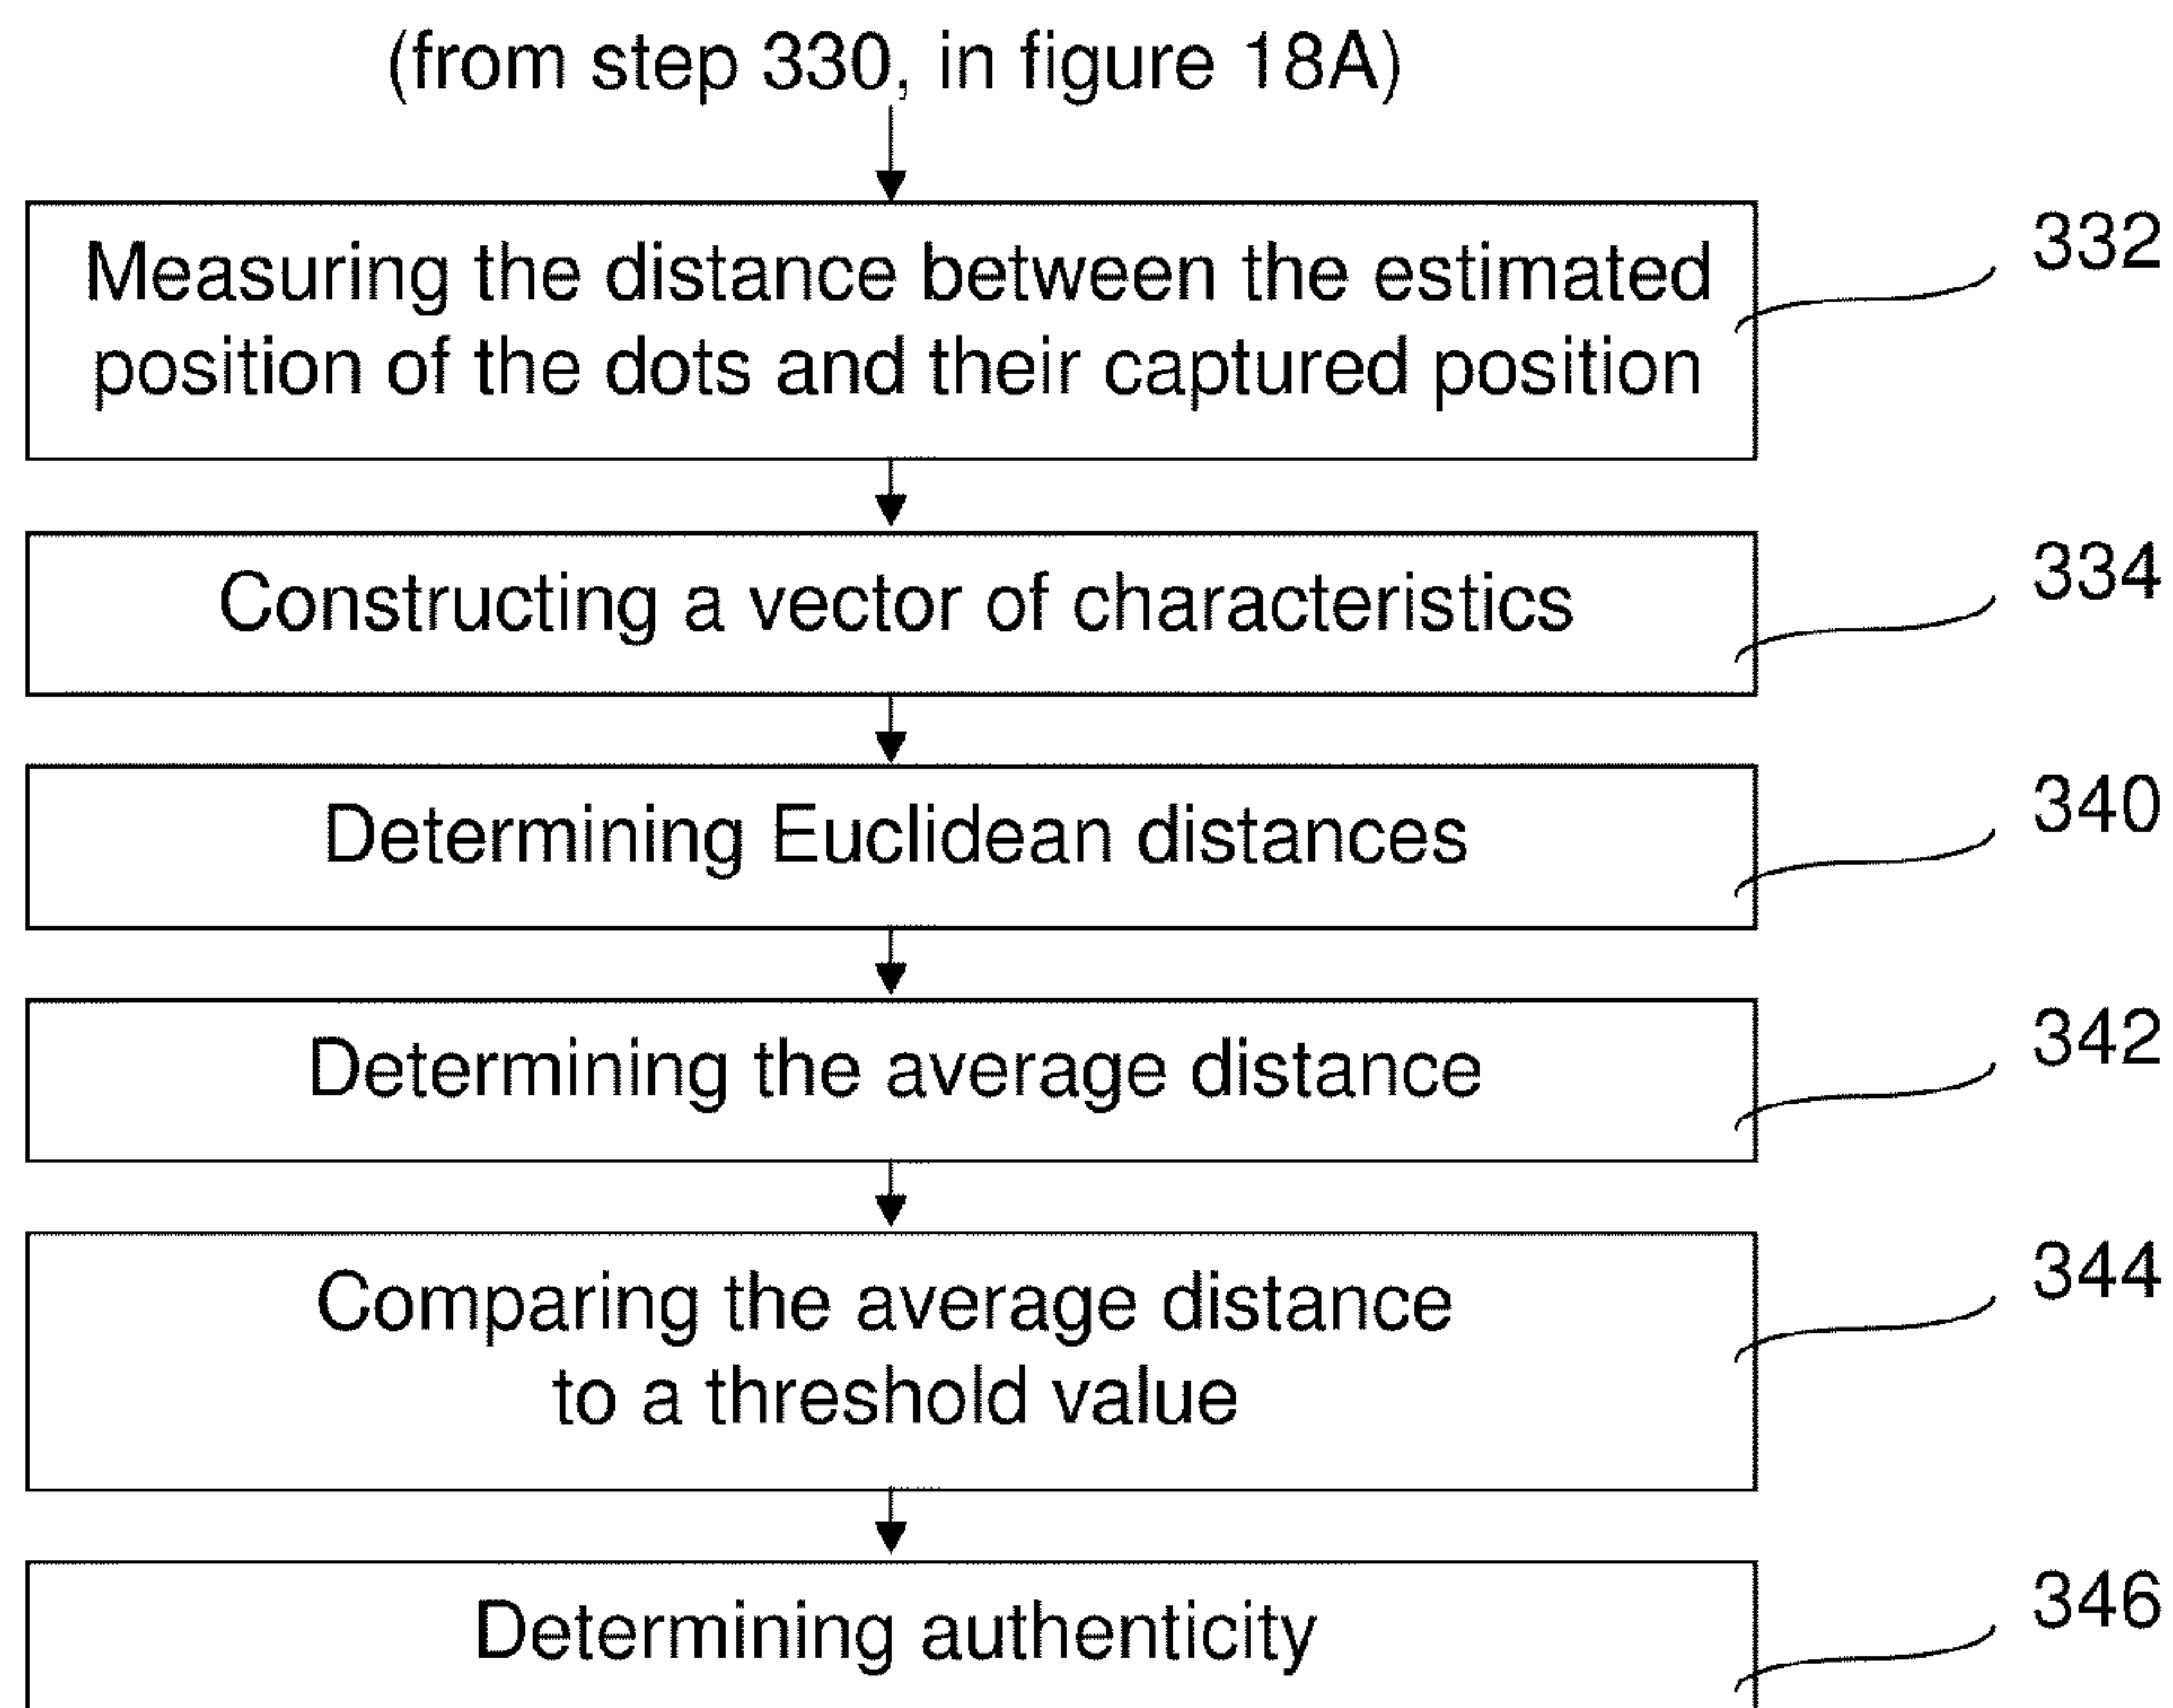 (from step 330, in figure 18A)
Measuring the distance between the estimated
position of the dots and their captured position
332
Constructing a vector of characteristics
334
Determining Euclidean distances
340
Determining the average distance
342
Comparing the average distance
to a threshold value
344
Determining authenticity
346